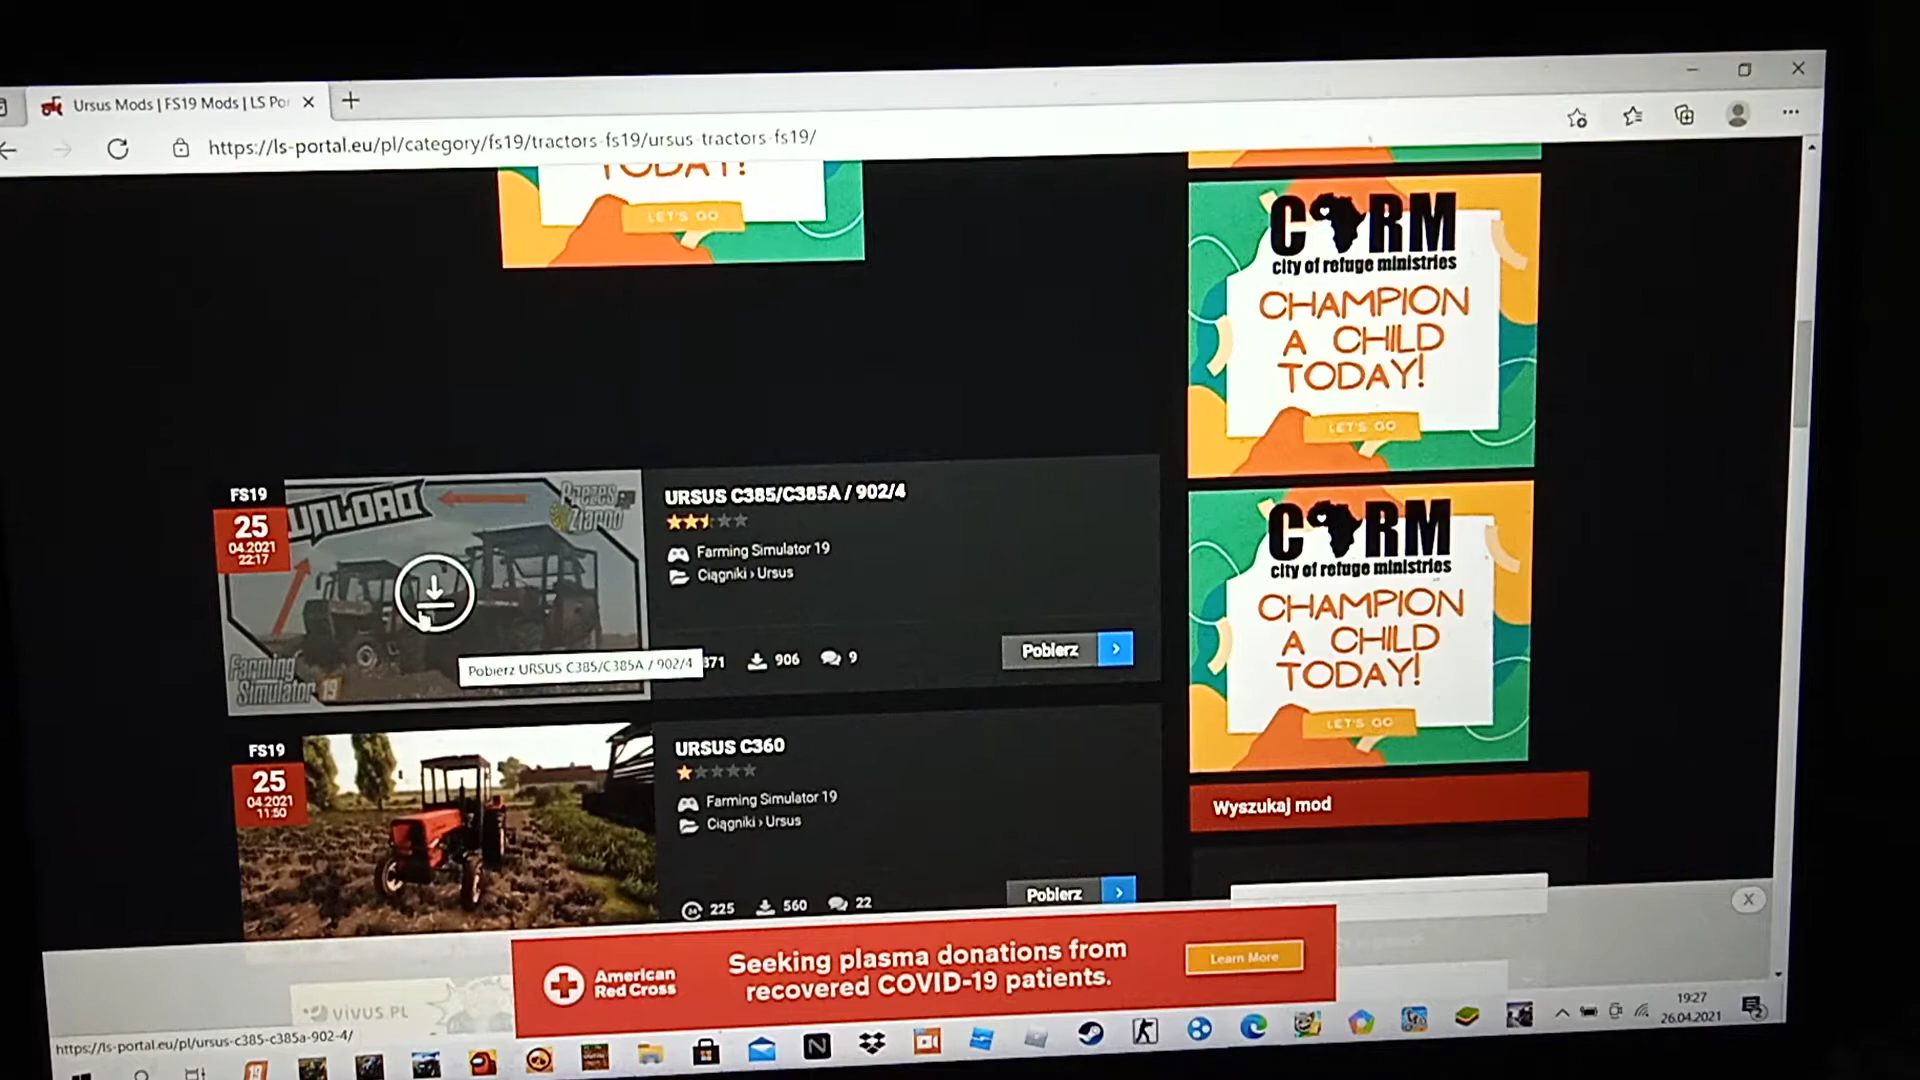 Ursus Mods | FS19 Mods | LS Por
https://ls-portal.eu/pl/category/fs19/tractors-fs19/ursus-tractors-fs19/
TODAY!
LET'S GO
CRM
city of refuge ministries
CHAMPION
A CHILD
TODAY!
LET'S GO
CRM
city of refuge ministries
CHAMPION
A CHILD
TODAY!
LET'S GO
FS19
25
04.2021
22:17
UNLOAD
Farming
Simulator 19
URSUS C385/C385A / 902/4
Farming Simulator 19
Ciągniki › Ursus
Pobierz URSUS C385/C385A / 902/4
371
906
9
Pobierz
FS19
25
04.2021
11:50
URSUS C360
Farming Simulator 19
Ciągniki › Ursus
225
560
22
Pobierz
Wyszukaj mod
American
Red Cross
Seeking plasma donations from
recovered COVID-19 patients.
Learn More
VIVUS.PL
https://ls-portal.eu/pl/ursus-c385-c385a-902-4/
19:27
26.04.2021